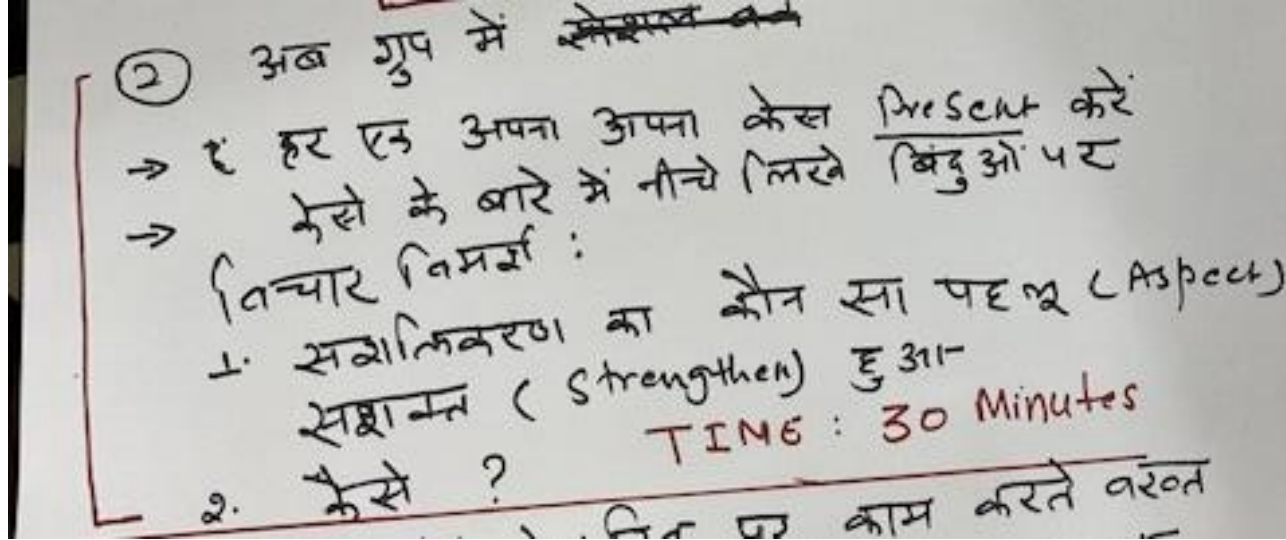 ② अब ग्रुप में
→ हर एक अपना अपना केस Present करें
→ केसे के बारे में नीचे लिखे बिंदुओं पर
विचार विमर्श :
1. सशक्तिकरण का कौन सा पहलू (Aspect)
सशक्त (Strengthen) हुआ-
TIME : 30 Minutes
2. कैसे ?
पर काम करते वक्त